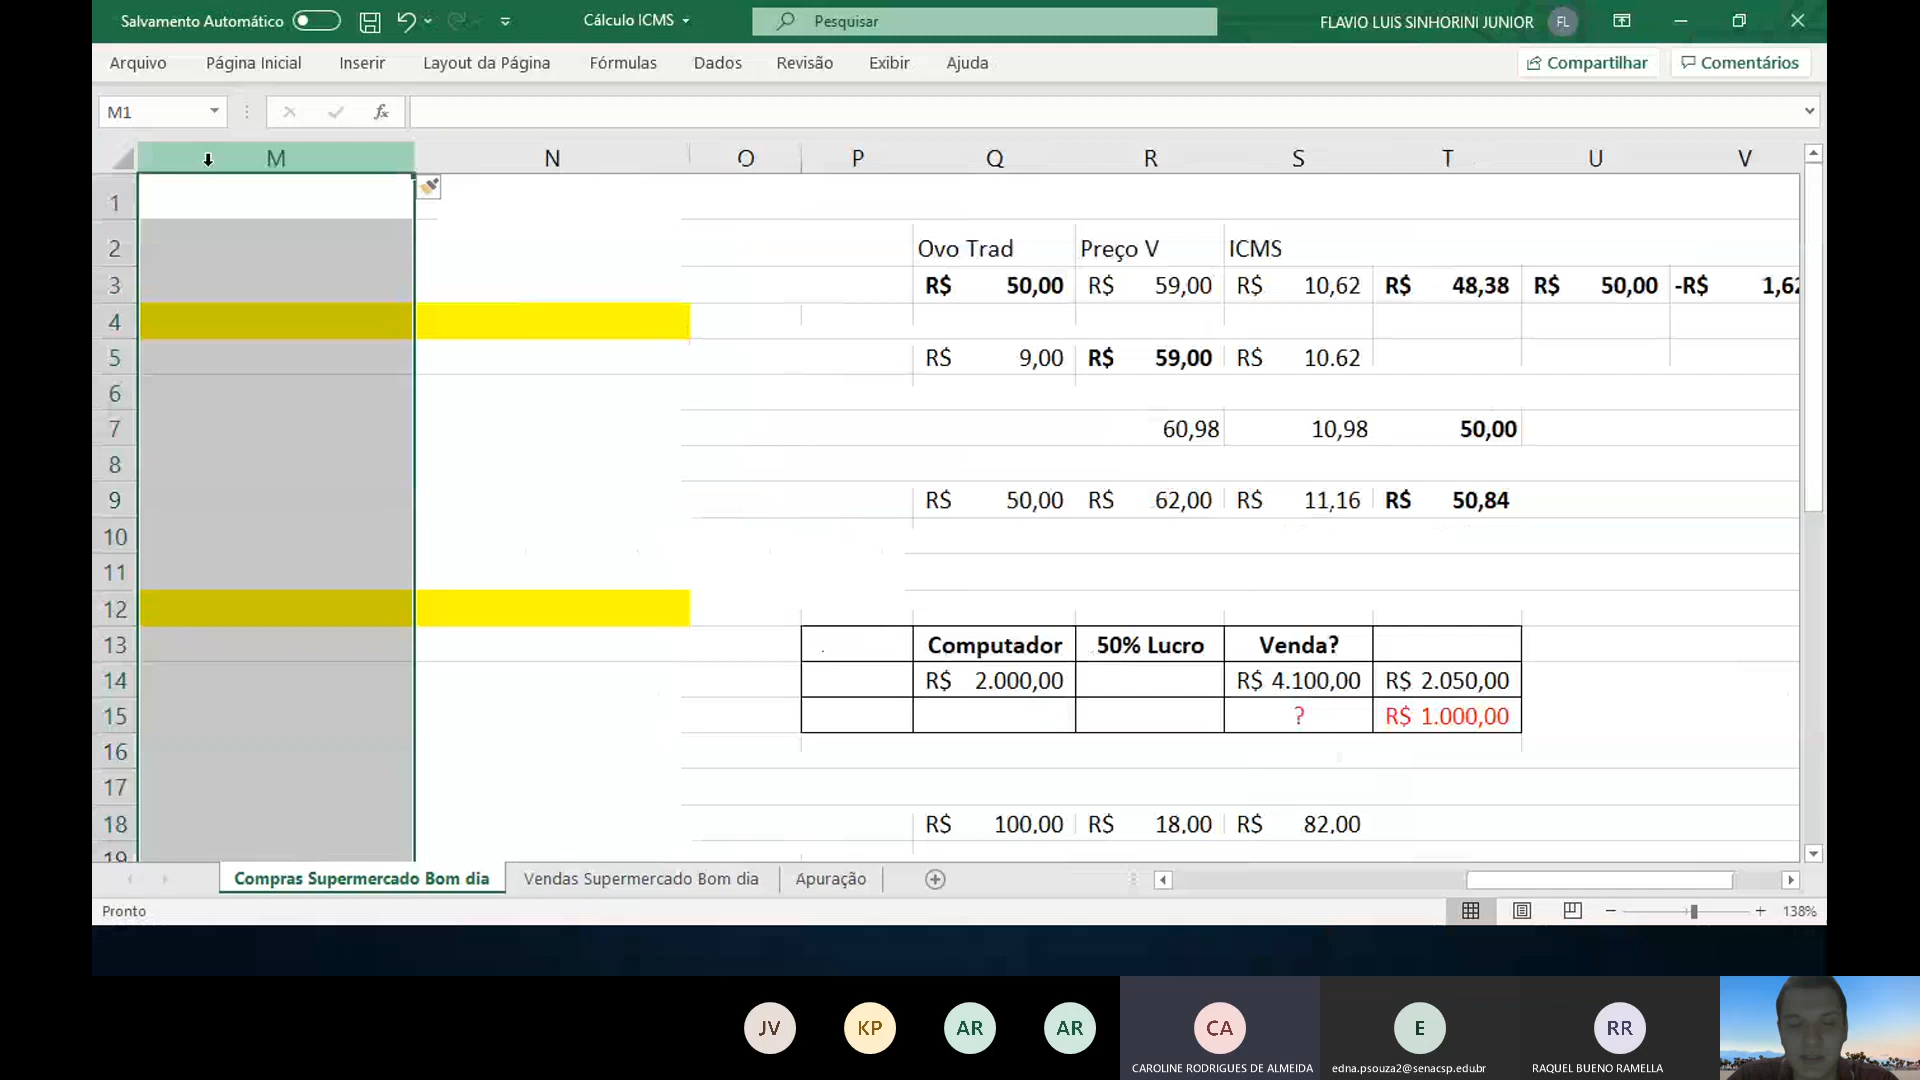 Salvamento Automático
Cálculo ICMS
Pesquisar
FLAVIO LUIS SINHORINI JUNIOR FL
Arquivo Página Inicial Inserir Layout da Página Fórmulas Dados Revisão Exibir Ajuda
Compartilhar Comentários
M1 fx
M N O P Q R S T U V
1
2 Ovo Trad Preço V ICMS
3 R$ 50,00 R$ 59,00 R$ 10,62 R$ 48,38 R$ 50,00 -R$ 1,62
4
5 R$ 9,00 R$ 59,00 R$ 10.62
6
7 60,98 10,98 50,00
8
9 R$ 50,00 R$ 62,00 R$ 11,16 R$ 50,84
10
11
12
13 Computador 50% Lucro Venda?
14 R$ 2.000,00 R$ 4.100,00 R$ 2.050,00
15 ? R$ 1.000,00
16
17
18 R$ 100,00 R$ 18,00 R$ 82,00
19
Compras Supermercado Bom dia Vendas Supermercado Bom dia Apuração
Pronto
138%
JV KP AR AR CA E RR
CAROLINE RODRIGUES DE ALMEIDA edna.psouza2@senacsp.edu.br RAQUEL BUENO RAMELLA